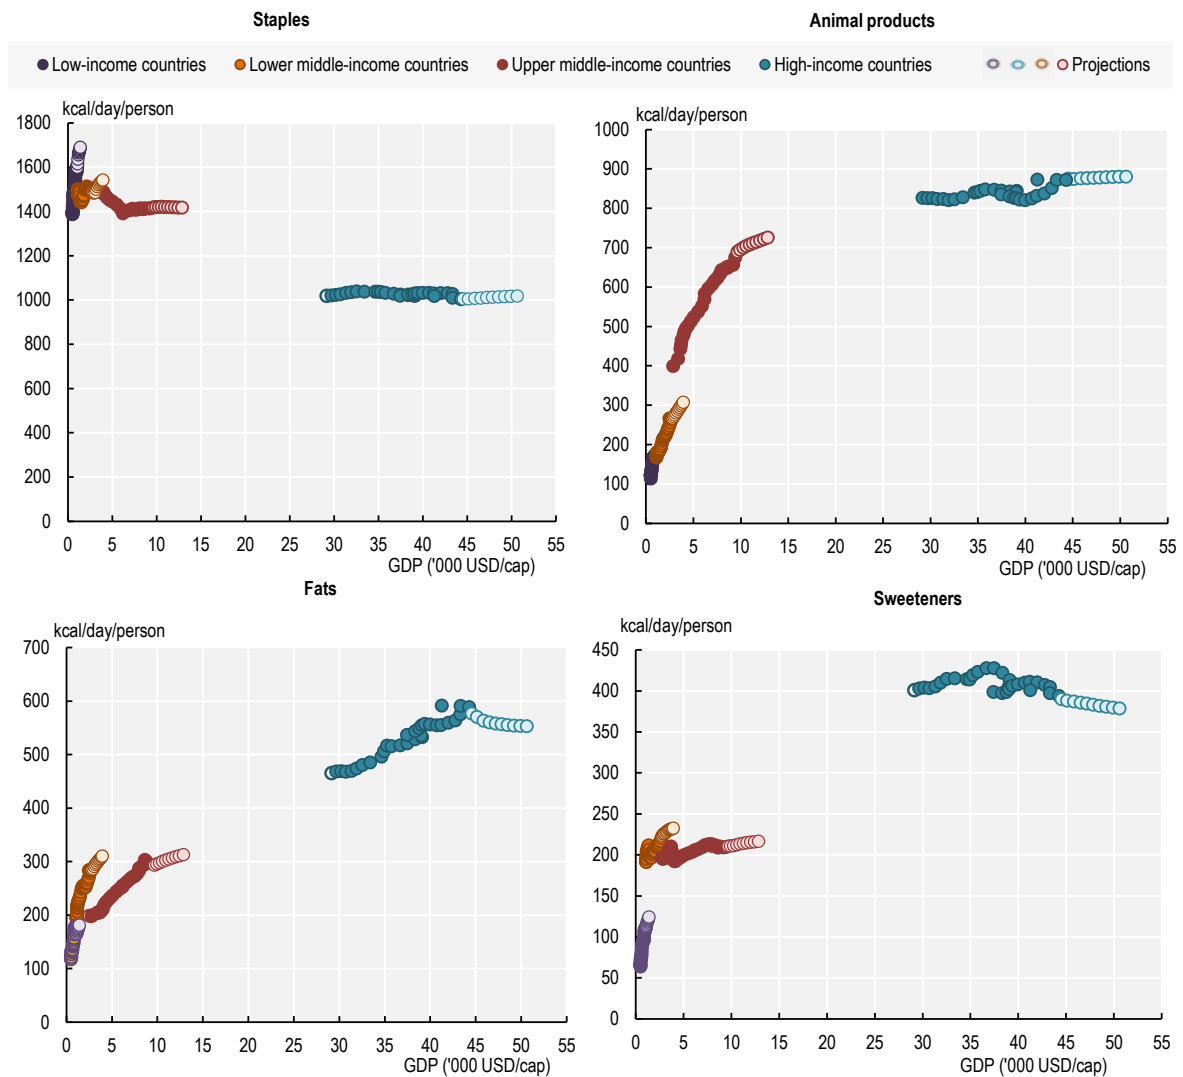 Staples
Animal products
Low-income countries Lower middle-income countries Upper middle-income countries High-income countries Projections
kcal/day/person
1800
1600
1400
1200
1000
800
600
400
200
0
0 5 10 15 20 25 30 35 40 45 50 55
GDP ('000 USD/cap)
kcal/day/person
1000
900
800
700
600
500
400
300
200
100
0
0 5 10 15 20 25 30 35 40 45 50 55
GDP ('000 USD/cap)
Fats
kcal/day/person
700
600
500
400
300
200
100
0
0 5 10 15 20 25 30 35 40 45 50 55
GDP ('000 USD/cap)
Sweeteners
kcal/day/person
450
400
350
300
250
200
150
100
50
0
0 5 10 15 20 25 30 35 40 45 50 55
GDP ('000 USD/cap)